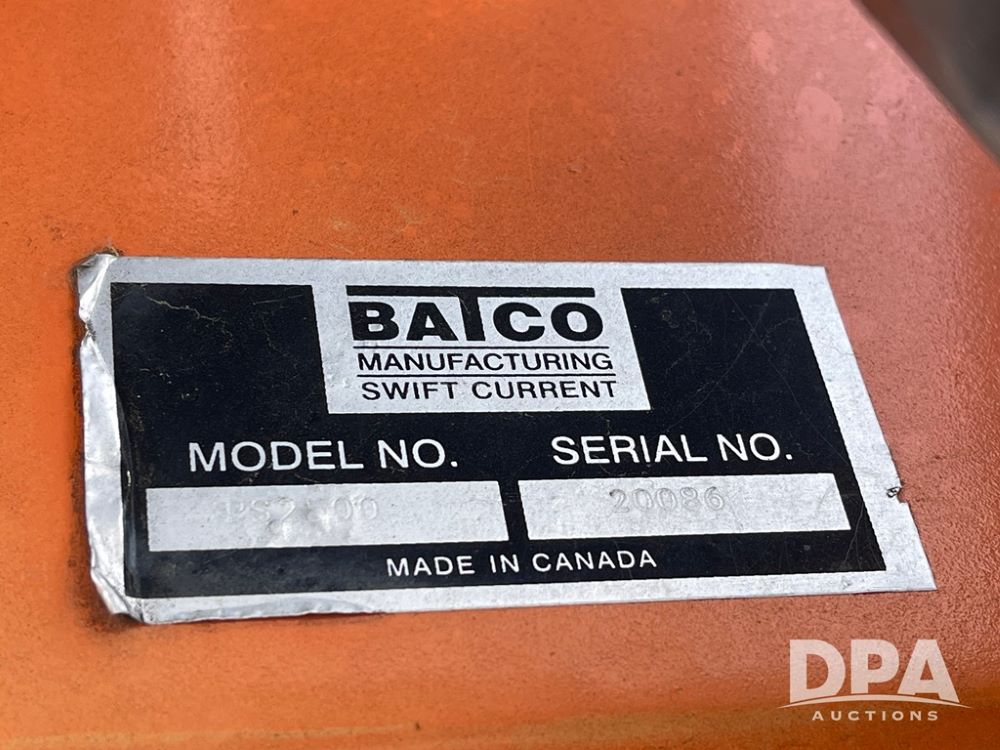 BATCO
MANUFACTURING
SWIFT CURRENT
MODEL NO. SERIAL NO.
20086
MADE IN CANADA
DPA
AUCTIONS